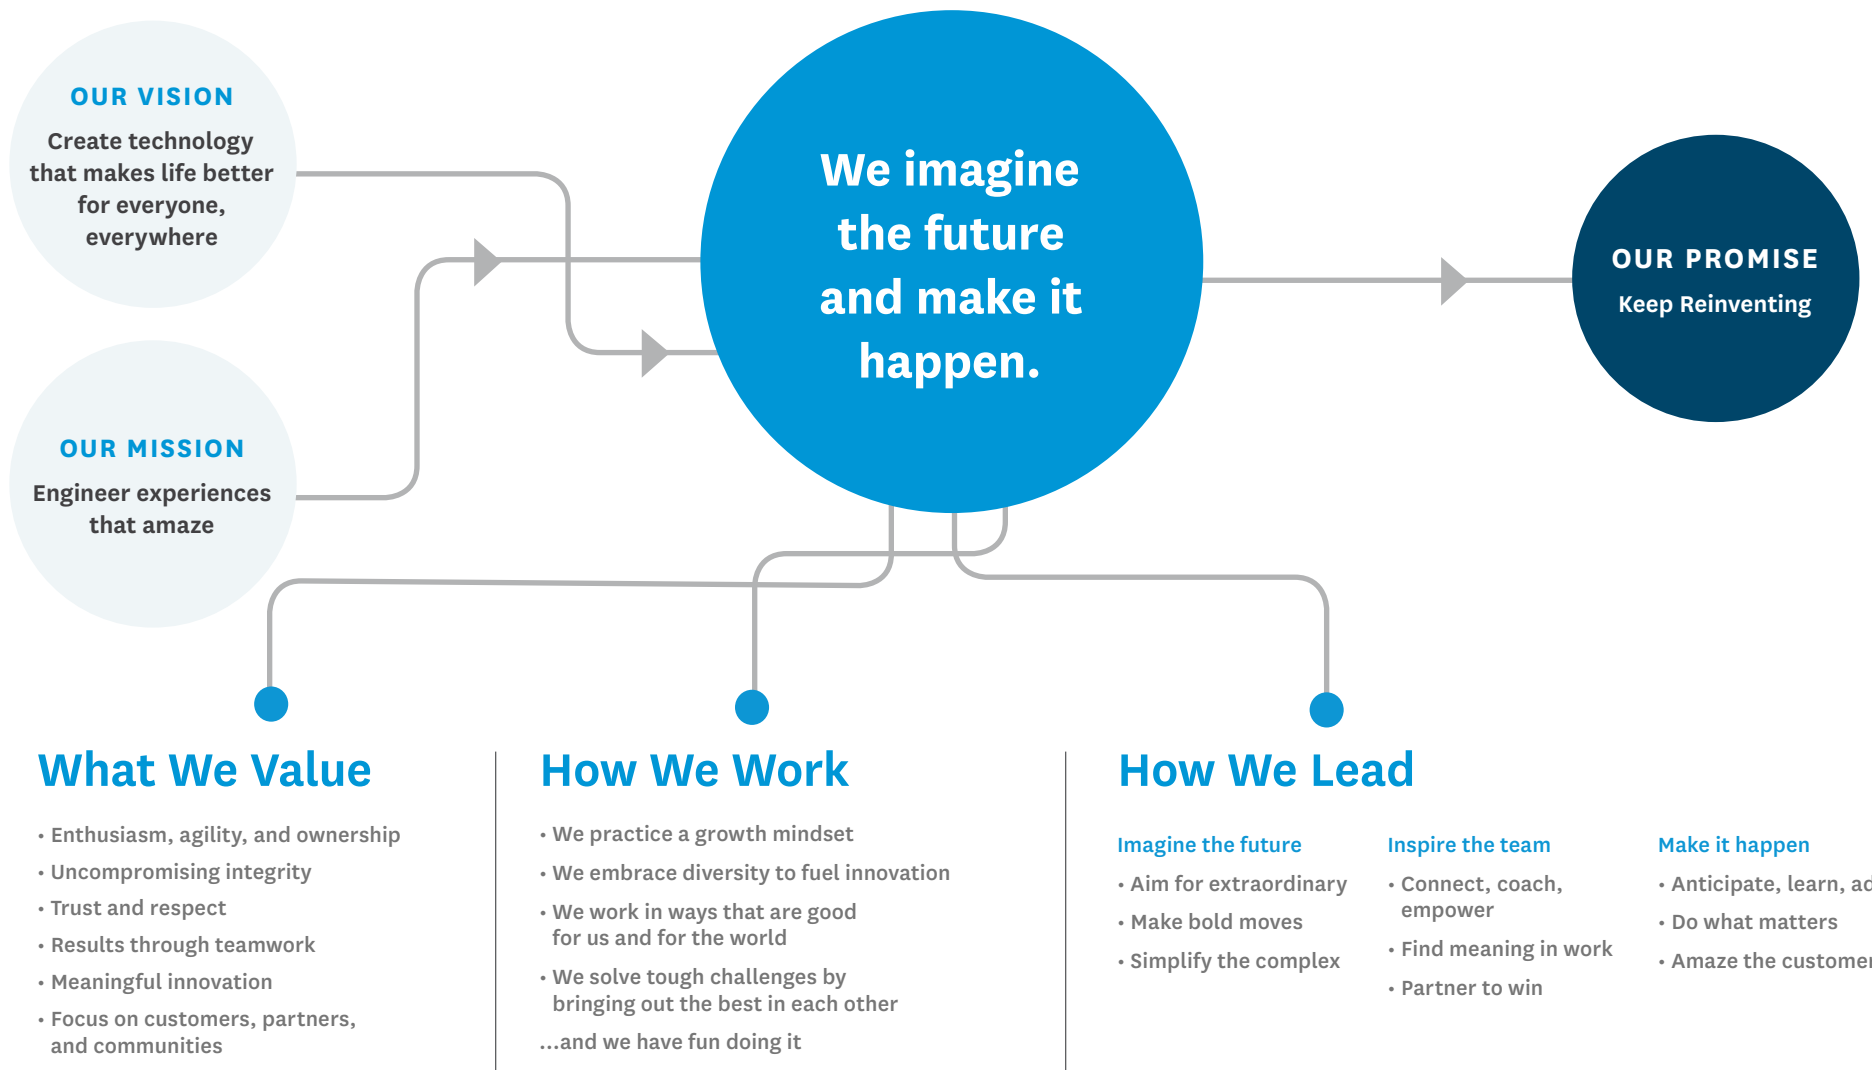 OUR VISION
Create technology
that makes life better
for everyone,
everywhere
OUR MISSION
Engineer experiences
that amaze
We imagine
the future
and make it
happen.
OUR PROMISE
Keep Reinventing
What We Value
• Enthusiasm, agility, and ownership
• Uncompromising integrity
• Trust and respect
• Results through teamwork
• Meaningful innovation
• Focus on customers, partners,
and communities
How We Work
• We practice a growth mindset
• We embrace diversity to fuel innovation
• We work in ways that are good
for us and for the world
• We solve tough challenges by
bringing out the best in each other
...and we have fun doing it
How We Lead
Imagine the future
• Aim for extraordinary
• Make bold moves
• Simplify the complex
Inspire the team
• Connect, coach,
empower
• Find meaning in work
• Partner to win
Make it happen
• Anticipate, learn,
• Do what matters
• Amaze the customer